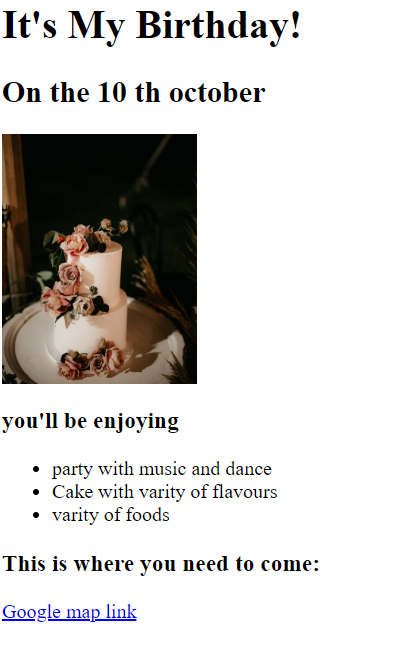 It's My Birthday!
On the 10 th october
you'll be enjoying
party with music and dance
Cake with varity of flavours
varity of foods
This is where you need to come:
Google map link